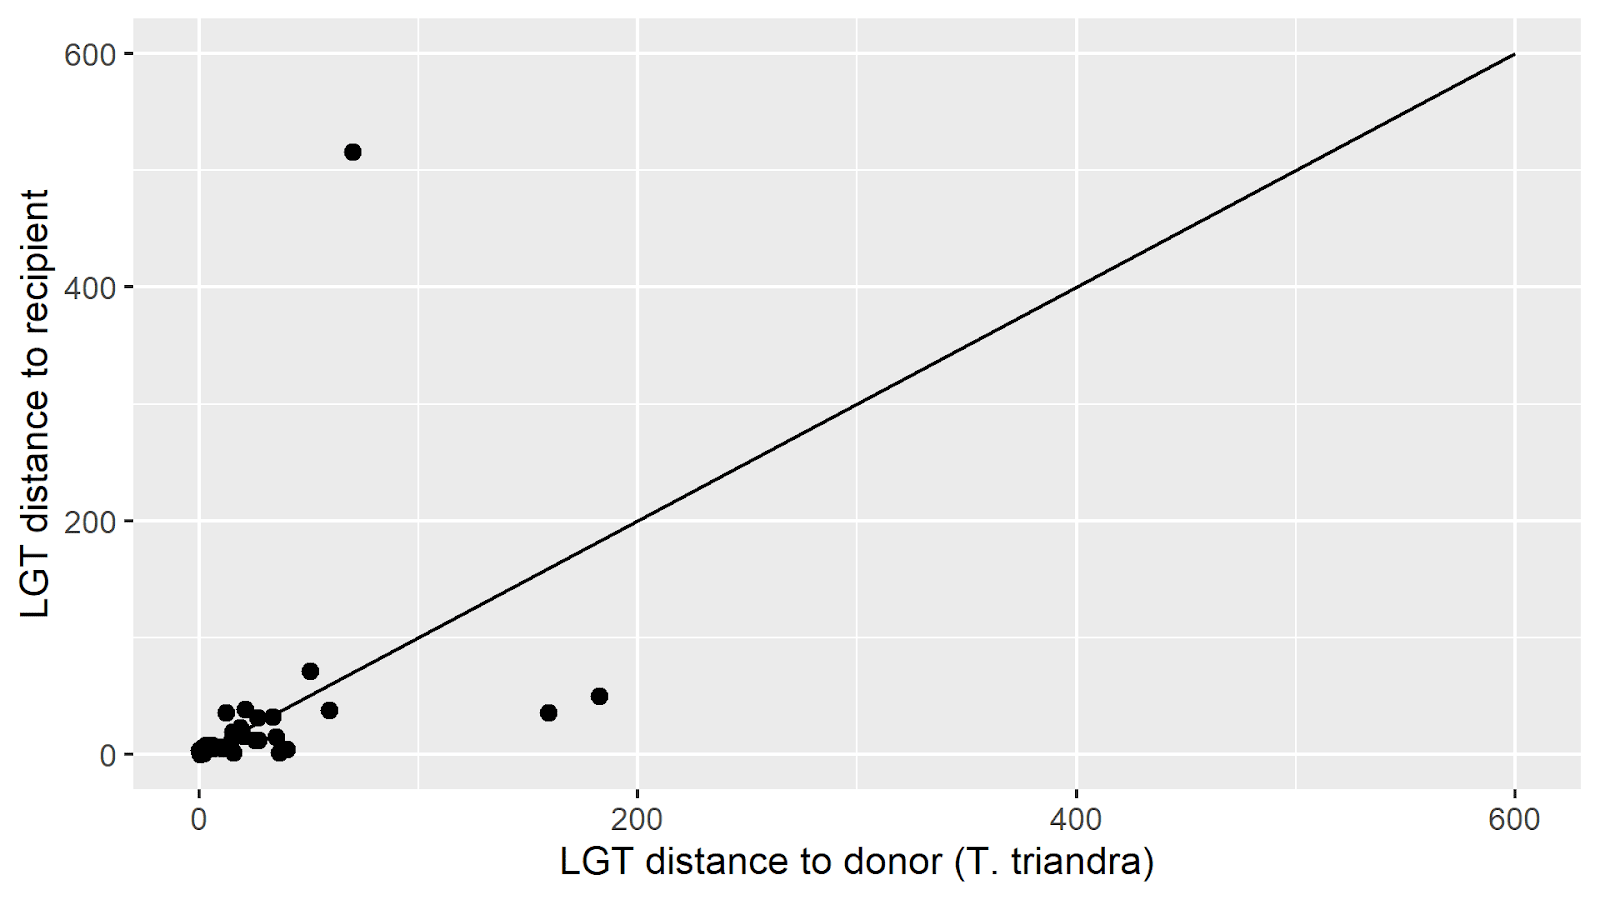 LGT distance to recipient
600
400
200
0
0 200 400 600
LGT distance to donor (T. triandra)